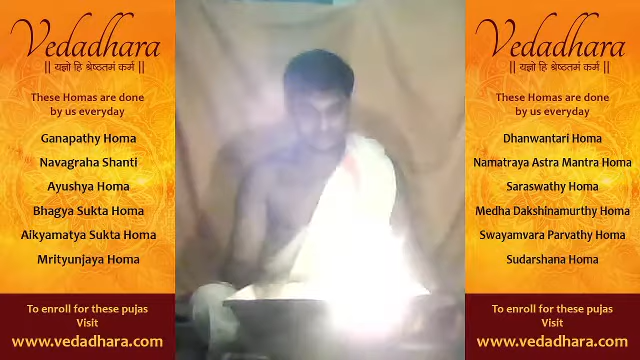 Vedadhara
|| यज्ञो हि श्रेष्ठतमं कर्म ||
These Homas are done
by us everyday
Ganapathy Homa
Navagraha Shanti
Ayushya Homa
Bhagya Sukta Homa
Aikyamatya Sukta Homa
Mrityunjaya Homa
To enroll for these pujas
Visit
www.vedadhara.com
Vedadhara
|| यज्ञो हि श्रेष्ठतमं कर्म ||
These Homas are done
by us everyday
Dhanwantari Homa
Namatraya Astra Mantra Homa
Saraswathy Homa
Medha Dakshinamurthy Homa
Swayamvara Parvathy Homa
Sudarshana Homa
To enroll for these pujas
Visit
www.vedadhara.com